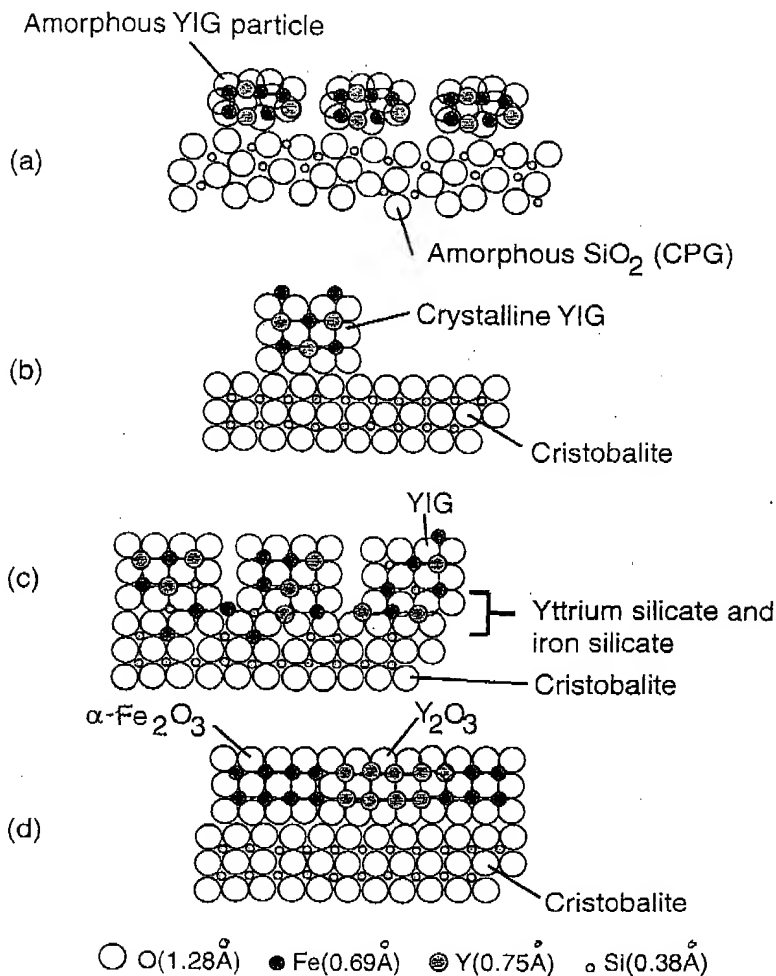 Amorphous YIG particle
(a)
Amorphous SiO₂ (CPG)
Crystalline YIG
(b)
Cristobalite
YIG
(c)
Yttrium silicate and
iron silicate
Cristobalite
α-Fe₂O₃ Y₂O₃
(d)
Cristobalite
O(1.28Å) Fe(0.69Å) Y(0.75Å) Si(0.38Å)